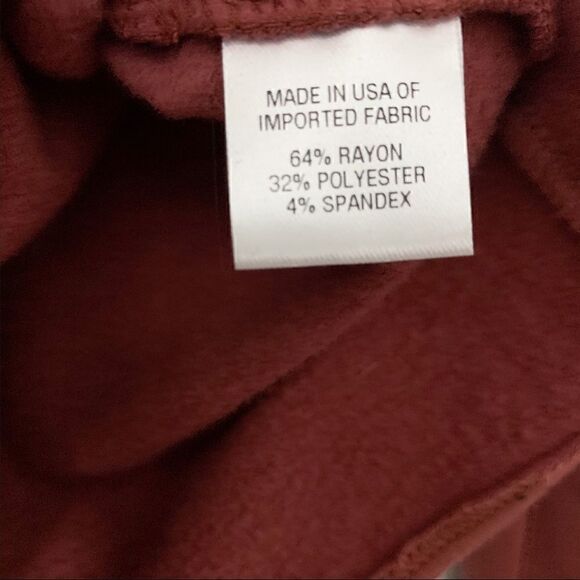 MADE IN USA OF
IMPORTED FABRIC
64% RAYON
32% POLYESTER
4% SPANDEX